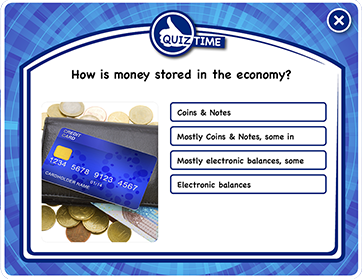 QUIZ TIME
How is money stored in the economy?
Coins & Notes
Mostly Coins & Notes, some in
Mostly electronic balances, some
Electronic balances
CREDIT
CARD
1234 5678 9123 4567
01/19
CARDHOLDER NAME